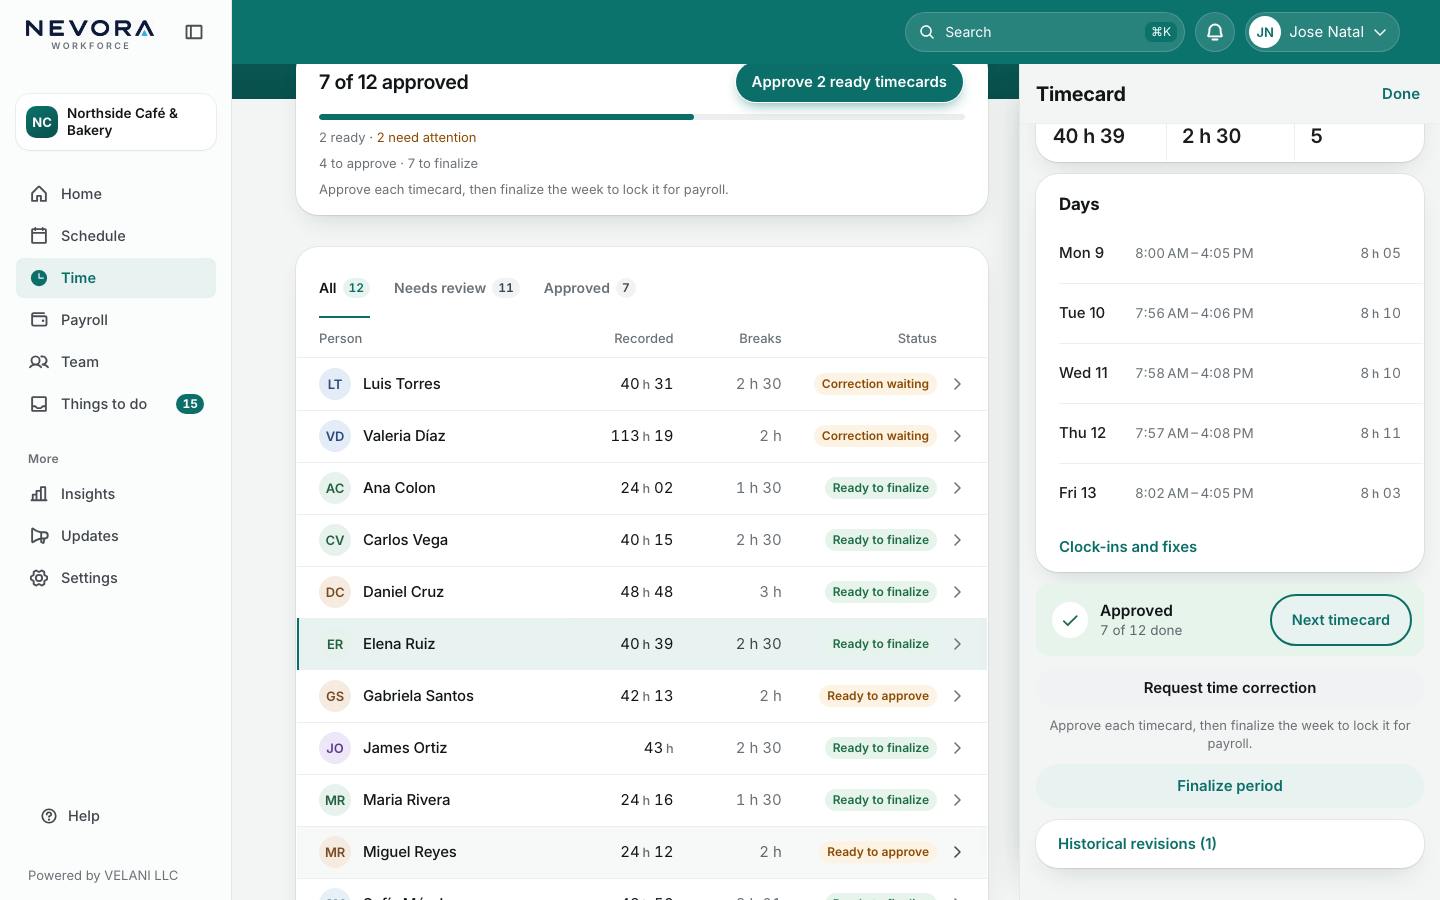 NEVORA
WORKFORCE
Search
⌘K
JN
Jose Natal
NC
Northside Café &
Bakery
Home
Schedule
Time
Payroll
Team
Things to do
15
More
Insights
Updates
Settings
Help
Powered by VELANI LLC
7 of 12 approved
Approve 2 ready timecards
2 ready · 2 need attention
4 to approve · 7 to finalize
Approve each timecard, then finalize the week to lock it for payroll.
All 12 Needs review 11 Approved 7
Person Recorded Breaks Status
LT Luis Torres 40 h 31 2 h 30 Correction waiting
VD Valeria Díaz 113 h 19 2 h Correction waiting
AC Ana Colon 24 h 02 1 h 30 Ready to finalize
CV Carlos Vega 40 h 15 2 h 30 Ready to finalize
DC Daniel Cruz 48 h 48 3 h Ready to finalize
ER Elena Ruiz 40 h 39 2 h 30 Ready to finalize
GS Gabriela Santos 42 h 13 2 h Ready to approve
JO James Ortiz 43 h 2 h 30 Ready to finalize
MR Maria Rivera 24 h 16 1 h 30 Ready to finalize
MR Miguel Reyes 24 h 12 2 h Ready to approve
Timecard
Done
40 h 39 2 h 30 5
Days
Mon 9 8:00 AM – 4:05 PM 8 h 05
Tue 10 7:56 AM – 4:06 PM 8 h 10
Wed 11 7:58 AM – 4:08 PM 8 h 10
Thu 12 7:57 AM – 4:08 PM 8 h 11
Fri 13 8:02 AM – 4:05 PM 8 h 03
Clock-ins and fixes
Approved
7 of 12 done
Next timecard
Request time correction
Approve each timecard, then finalize the week to lock it for
payroll.
Finalize period
Historical revisions (1)